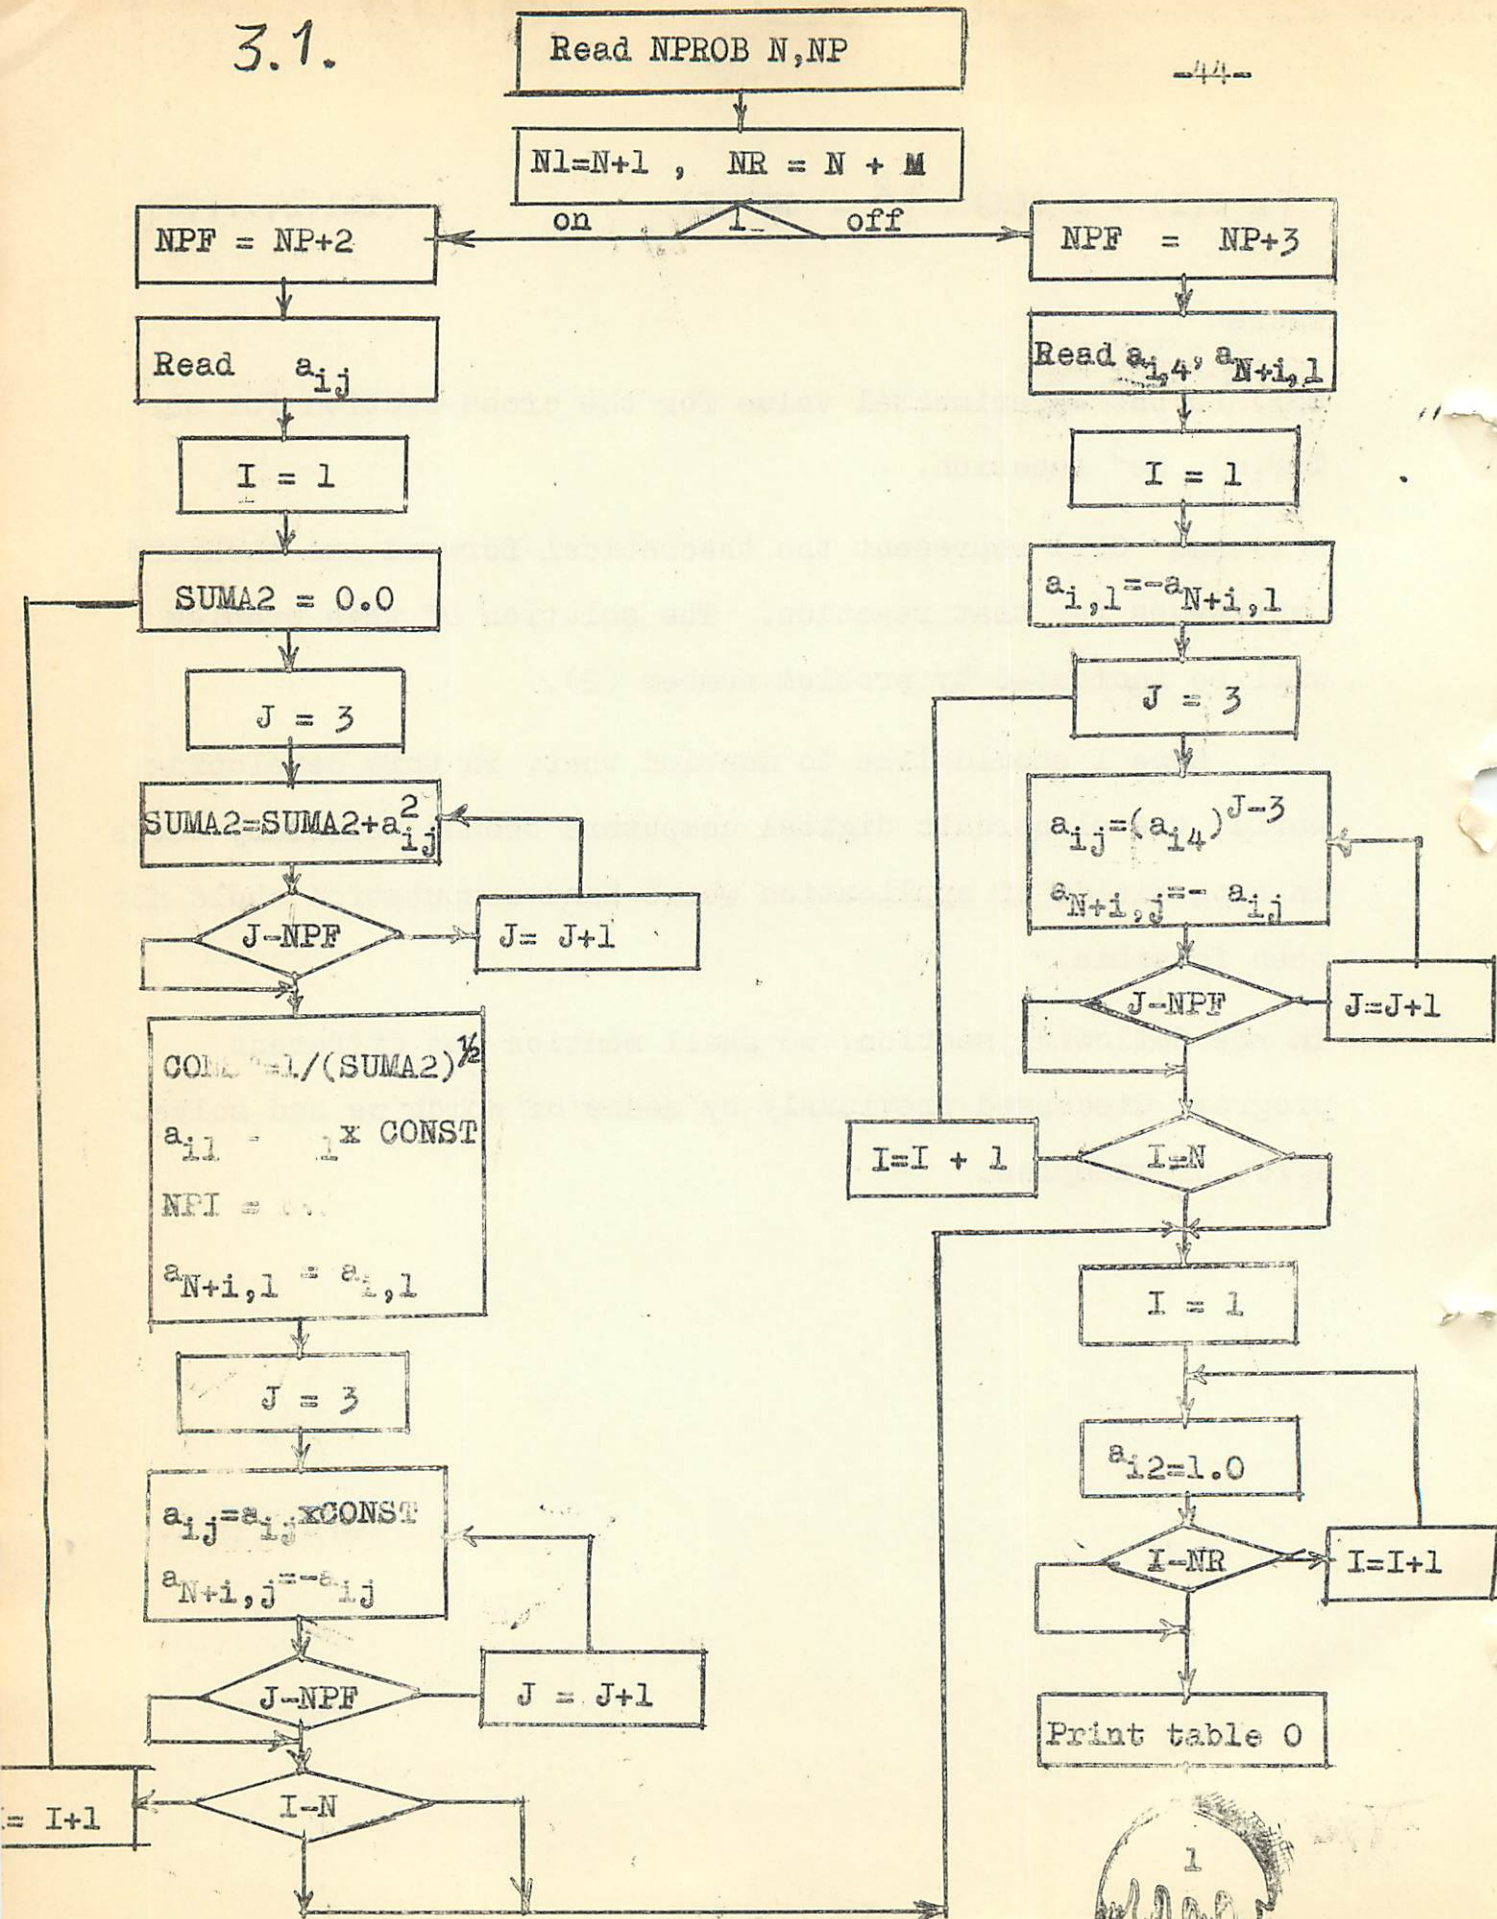 3.1.
-44-
Read NPROB N,NP
N1=N+1 , NR = N + M
on
1
off
NPF = NP+2
Read a_ij
I = 1
SUMA2 = 0.0
J = 3
SUMA2=SUMA2+a²_ij
J-NPF
J= J+1
=1/(SUMA2)^½
a_i1 x CONST
NPI =
a_N+i,1 = a_i,1
J = 3
a_ij=a_ijxCONST
a_N+i,j=-a_ij
J-NPF
J = J+1
I-N
= I+1
NPF = NP+3
Read a_i,4, a_N+i,1
I = 1
a_i,1=-a_N+i,1
J = 3
a_ij=(a_i4)^J-3
a_N+i,j=- a_ij
J-NPF
J=J+1
I=N
I=I + 1
I = 1
a_i2=1.0
I-NR
I=I+1
Print table 0
1